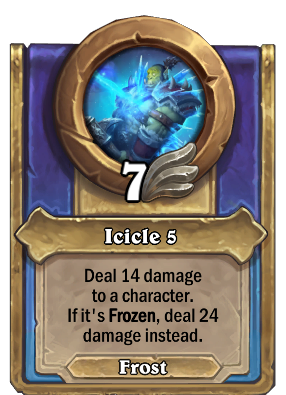 7
Icicle 5
Deal 14 damage
to a character.
If it's Frozen, deal 24
damage instead.
Frost